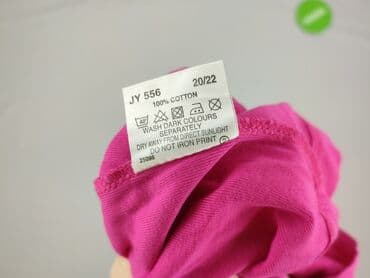 JY 556 20/22
100% COTTON
WASH DARK COLOURS
SEPARATELY
DRY AWAY FROM DIRECT SUNLIGHT
DO NOT IRON PRINT